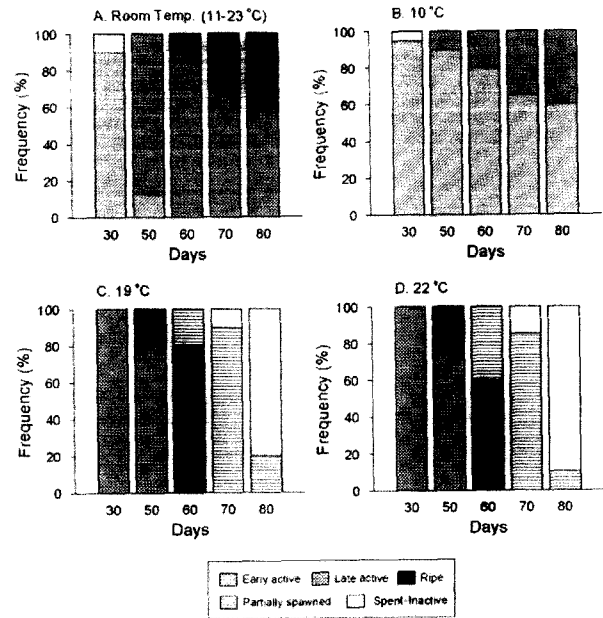 A. Room Temp. (11-23 °C)
100
80
60
40
20
0
Frequency (%)
30 50 60 70 80
Days
B. 10 °C
100
80
60
40
20
0
Frequency (%)
30 50 60 70 80
Days
C. 19 °C
100
80
60
40
20
0
Frequency (%)
30 50 60 70 80
Days
D. 22 °C
100
80
60
40
20
0
Frequency (%)
30 50 60 70 80
Days
Early active Late active Ripe
Partially spawned Spent-Inactive